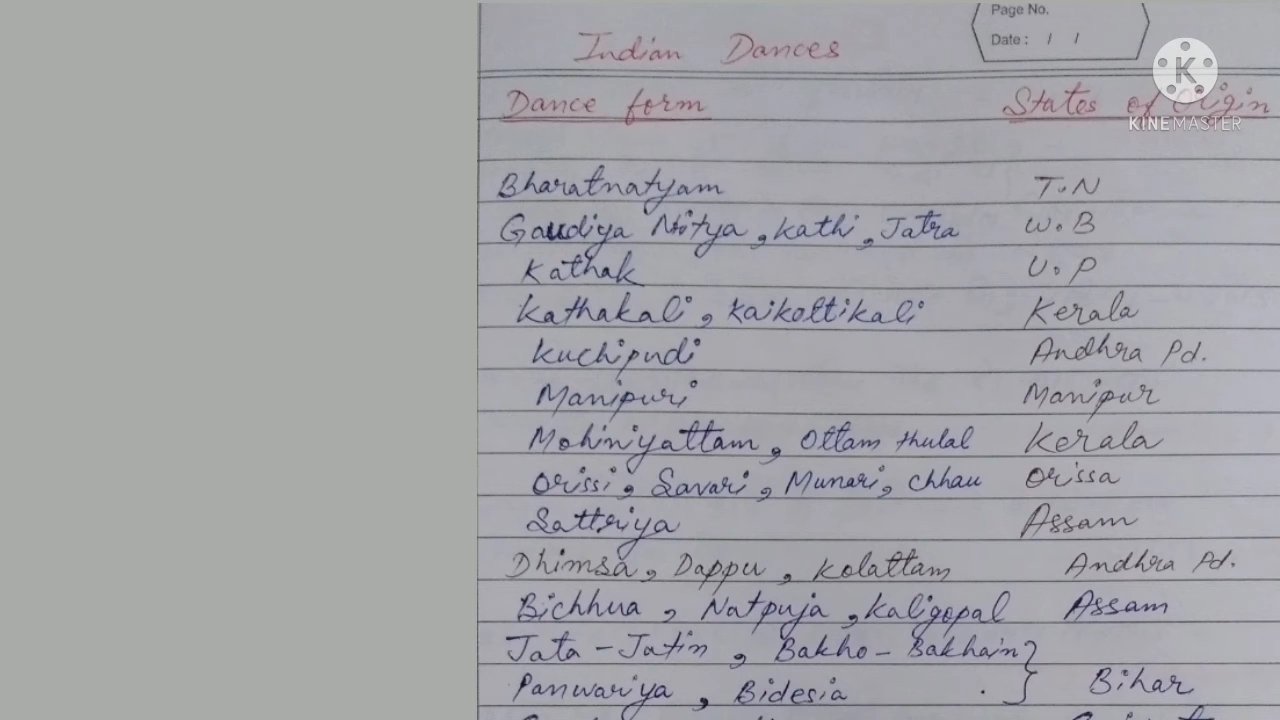 Page No.
Date : / /
Indian Dances
K
KINEMASTER
Dance form States of Origin
Bharatnatyam T.N
Gaudiya Nritya, Kathi, Jatra W.B
Kathak U.P
Kathakali, Kaikottikali Kerala
Kuchipudi Andhra Pd.
Manipuri Manipur
Mohiniyattam, Ottam thulal Kerala
Orissi, Savari, Munari, Chhau Orissa
Sattriya Assam
Dhimsa, Dappu, Kolattam Andhra Pd.
Bichhua, Natpuja, Kaligopal Assam
Jata-Jatin, Bakho-Bakhain }
Panwariya, Bidesia . } Bihar